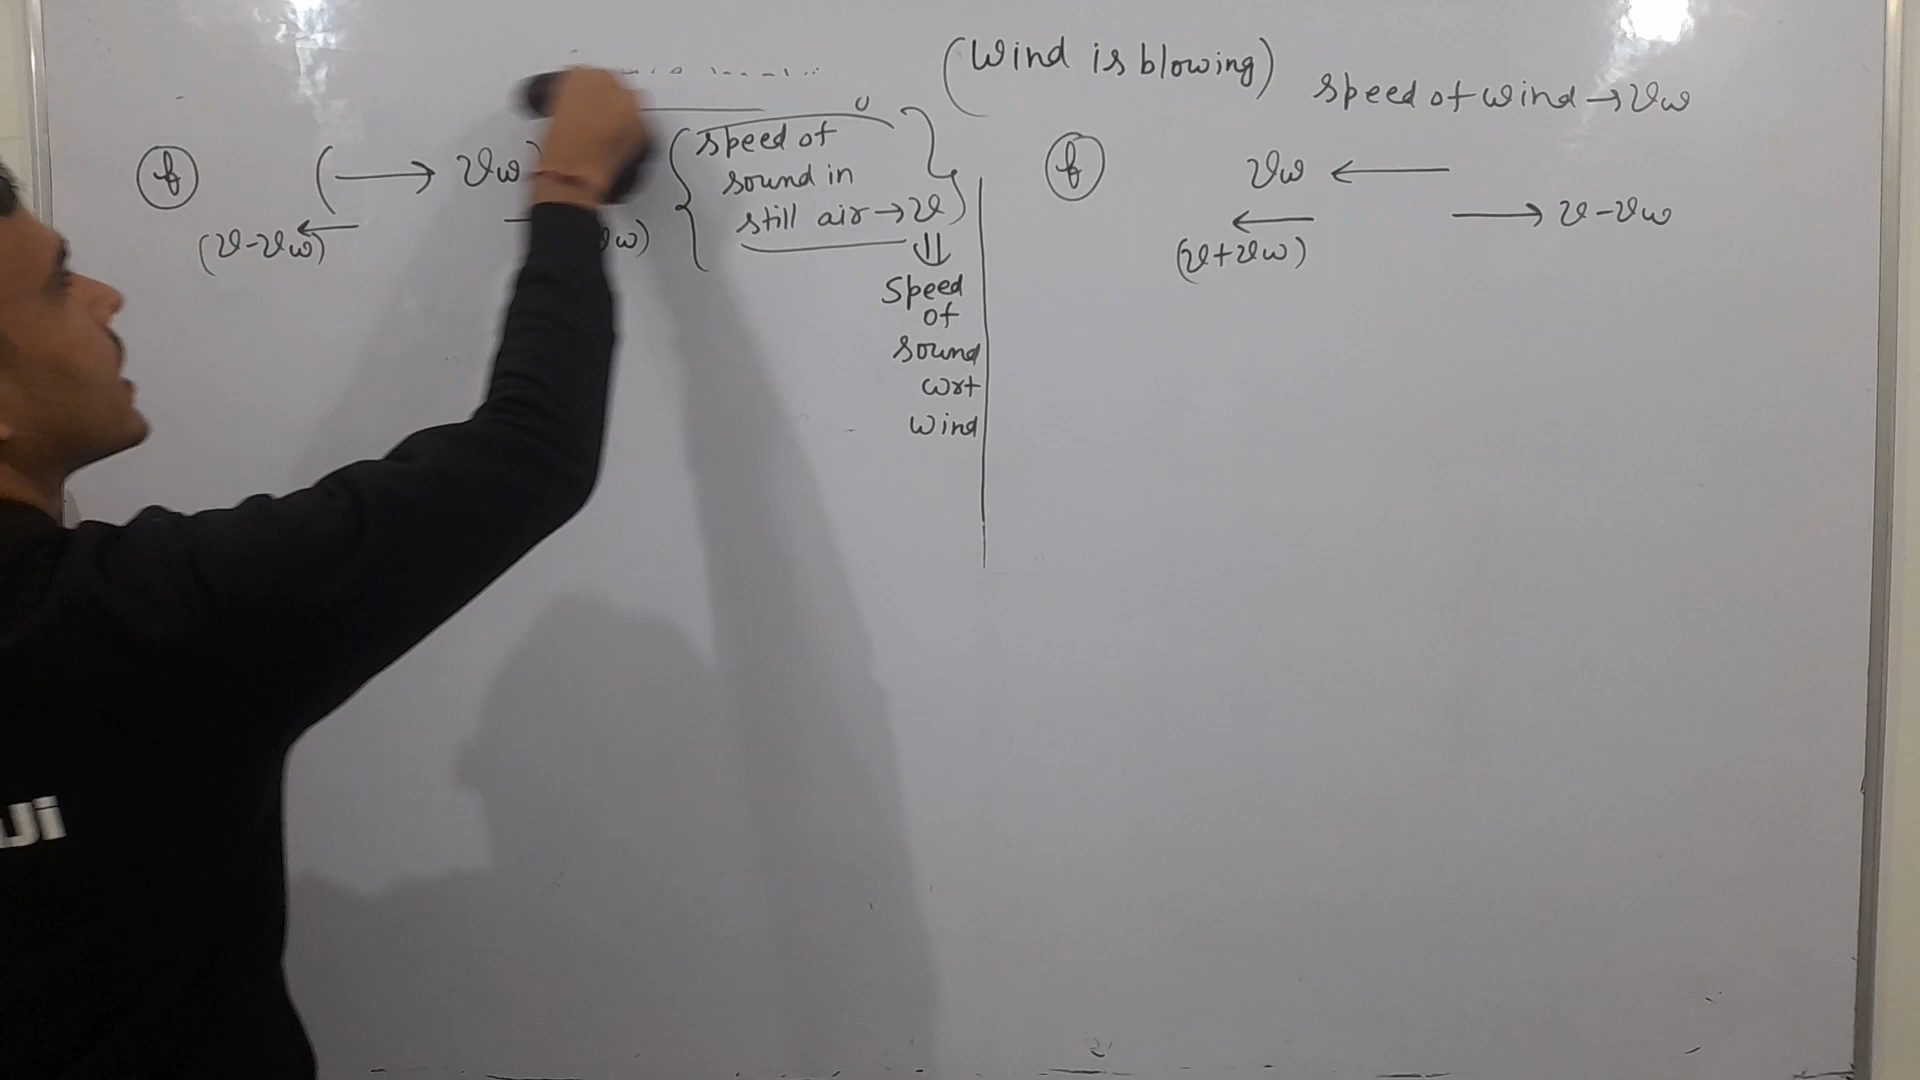 (Wind is blowing)
speed of wind → vw
f
( → vw
(v-vw) ←
w)
speed of
sound in
still air → v)
⇓
Speed
of
sound
wrt
wind
f
vw ←
←
→ v-vw
(v+vw)